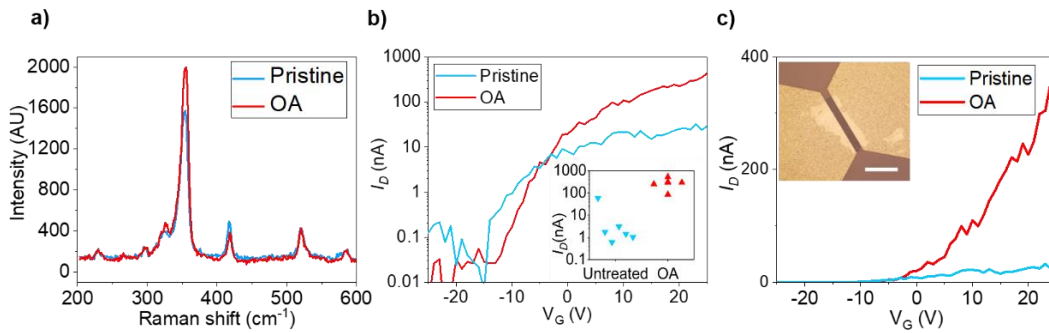 a)
2000
1600
1200
800
400
0
Intensity (AU)
Pristine
OA
200
300
400
500
600
Raman shift (cm⁻¹)
b)
1000
100
10
1
0.1
0.01
I_D (nA)
Pristine
OA
1000
100
10
1
0.1
I_D(nA)
Untreated
OA
-20
-10
0
10
20
V_G (V)
c)
400
200
0
I_D (nA)
Pristine
OA
-20
-10
0
10
20
V_G (V)